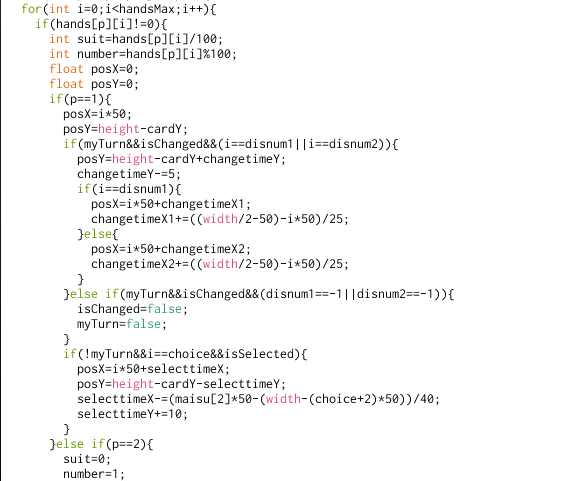 for(int i=0;i<handsMax;i++){
if(hands[p][i]!=0){
int suit=hands[p][i]/100;
int number=hands[p][i]%100;
float posX=0;
float posY=0;
if(p==1){
posX=i*50;
posY=height-cardY;
if(myTurn&&isChanged&&(i==disnum1||i==disnum2)){
posY=height-cardY+changetimeY;
changetimeY-=5;
if(i==disnum1){
posX=i*50+changetimeX1;
changetimeX1+=((width/2-50)-i*50)/25;
}else{
posX=i*50+changetimeX2;
changetimeX2+=((width/2-50)-i*50)/25;
}
}else if(myTurn&&isChanged&&(disnum1==-1||disnum2==-1)){
isChanged=false;
myTurn=false;
}
if(!myTurn&&i==choice&&isSelected){
posX=i*50+selecttimeX;
posY=height-cardY-selecttimeY;
selecttimeX-=(maisu[2]*50-(width-(choice+2)*50))/40;
selecttimeY+=10;
}
}else if(p==2){
suit=0;
number=1;